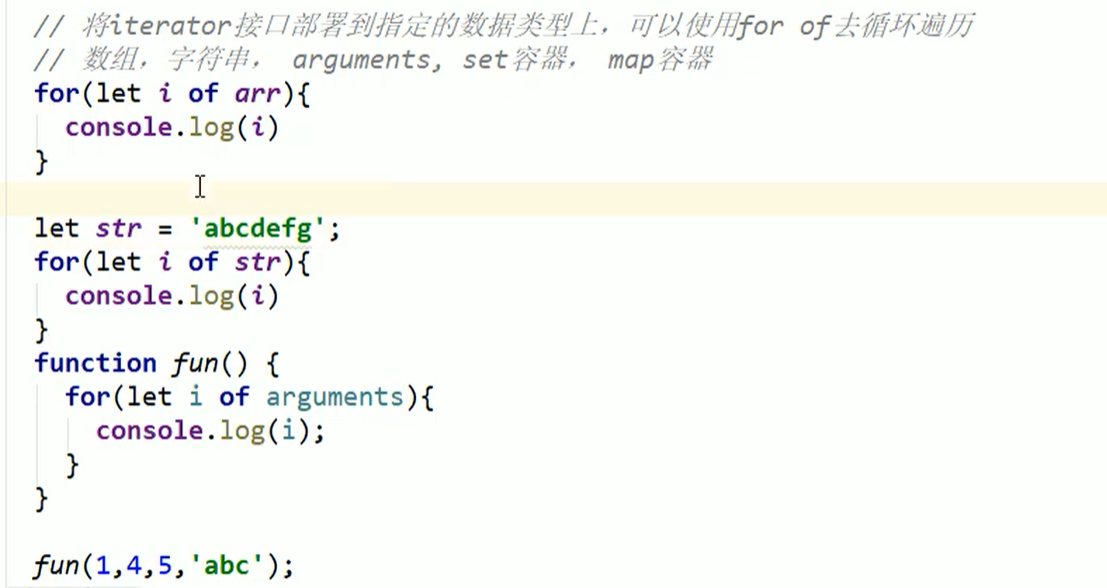 // 将iterator接口部署到指定的数据类型上，可以使用for of去循环遍历
// 数组，字符串， arguments, set容器， map容器
for(let i of arr){
  console.log(i)
}

let str = 'abcdefg';
for(let i of str){
  console.log(i)
}
function fun() {
  for(let i of arguments){
    console.log(i);
  }
}

fun(1,4,5,'abc');